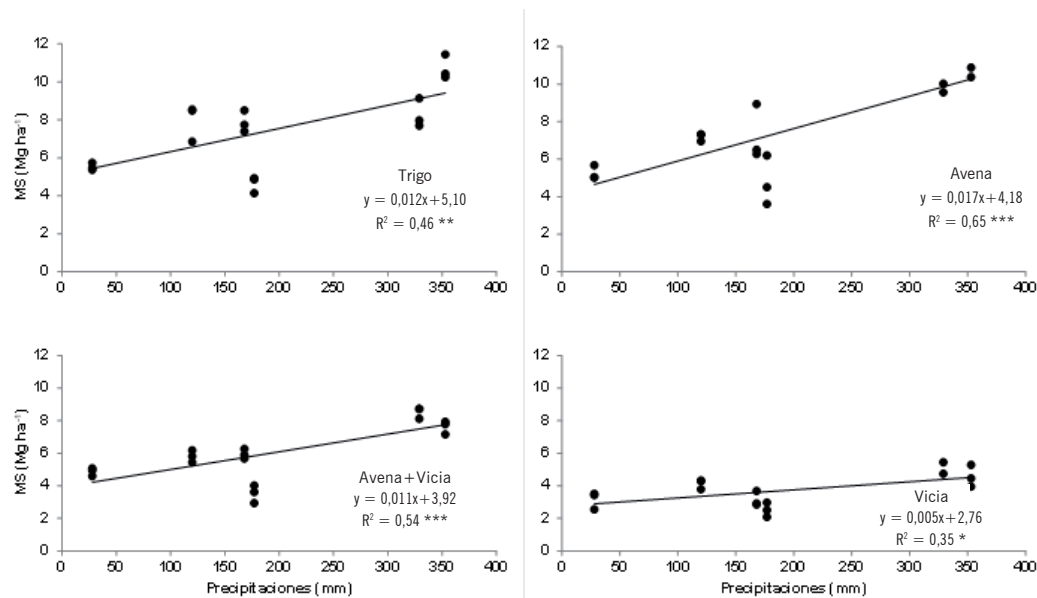 MS (Mg ha⁻¹)
12
10
8
6
4
2
0
0 50 100 150 200 250 300 350 400
Trigo
y = 0,012x+5,10
R² = 0,46 **
12
10
8
6
4
2
0
0 50 100 150 200 250 300 350 400
Avena
y = 0,017x+4,18
R² = 0,65 ***
MS (Mg ha⁻¹)
12
10
8
6
4
2
0
0 50 100 150 200 250 300 350 400
Precipitaciones (mm)
Avena+Vicia
y = 0,011x+3,92
R² = 0,54 ***
12
10
8
6
4
2
0
0 50 100 150 200 250 300 350 400
Precipitaciones (mm)
Vicia
y = 0,005x+2,76
R² = 0,35 *